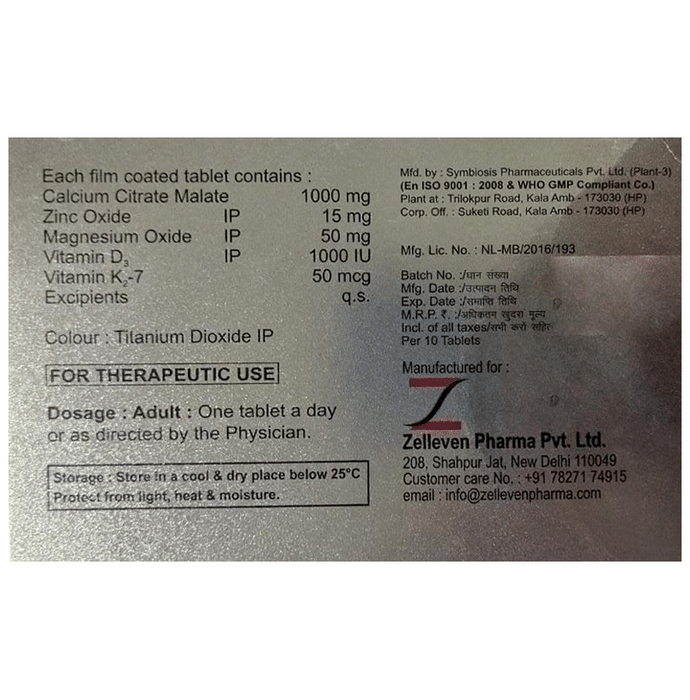 Each film coated tablet contains :
Calcium Citrate Malate 1000 mg
Zinc Oxide IP 15 mg
Magnesium Oxide IP 50 mg
Vitamin D₃ IP 1000 IU
Vitamin K₂-7 50 mcg
Excipients q.s.
Colour : Titanium Dioxide IP
FOR THERAPEUTIC USE
Dosage : Adult : One tablet a day
or as directed by the Physician.
Storage : Store in a cool & dry place below 25°C
Protect from light, heat & moisture.
Mfd. by : Symbiosis Pharmaceuticals Pvt. Ltd. (Plant-3)
(En ISO 9001 : 2008 & WHO GMP Compliant Co.)
Plant at : Trilokpur Road, Kala Amb - 173030 (HP)
Corp. Off. : Suketi Road, Kala Amb - 173030 (HP)
Mfg. Lic. No. : NL-MB/2016/193
Batch No. :/घान संख्या
Mfg. Date :/उत्पादन तिथि
Exp. Date :/समाप्ति तिथि
M.R.P. ₹. :/अधिकतम खुदरा मूल्य
Incl. of all taxes/सभी करों सहित
Per 10 Tablets
Manufactured for :
Zelleven Pharma Pvt. Ltd.
208, Shahpur Jat, New Delhi 110049
Customer care No. : +91 78271 74915
email : info@zellevenpharma.com